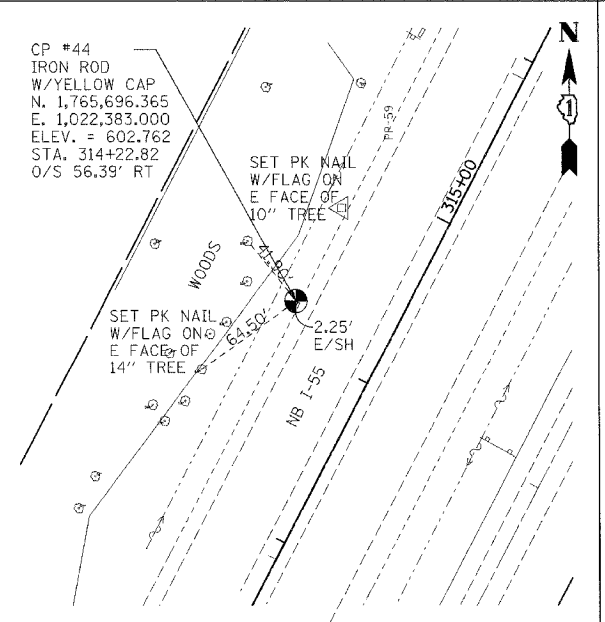 CP #44
IRON ROD
W/YELLOW CAP
N. 1,765,696.365
E. 1,022,383.000
ELEV. = 602.762
STA. 314+22.82
O/S 56.39' RT
N
1
PR-59
SET PK NAIL
W/FLAG ON
E FACE OF
10" TREE
315+00
WOODS
41.80'
SET PK NAIL
W/FLAG ON
E FACE OF
14" TREE
64.50'
2.25'
E/SH
NB I-55